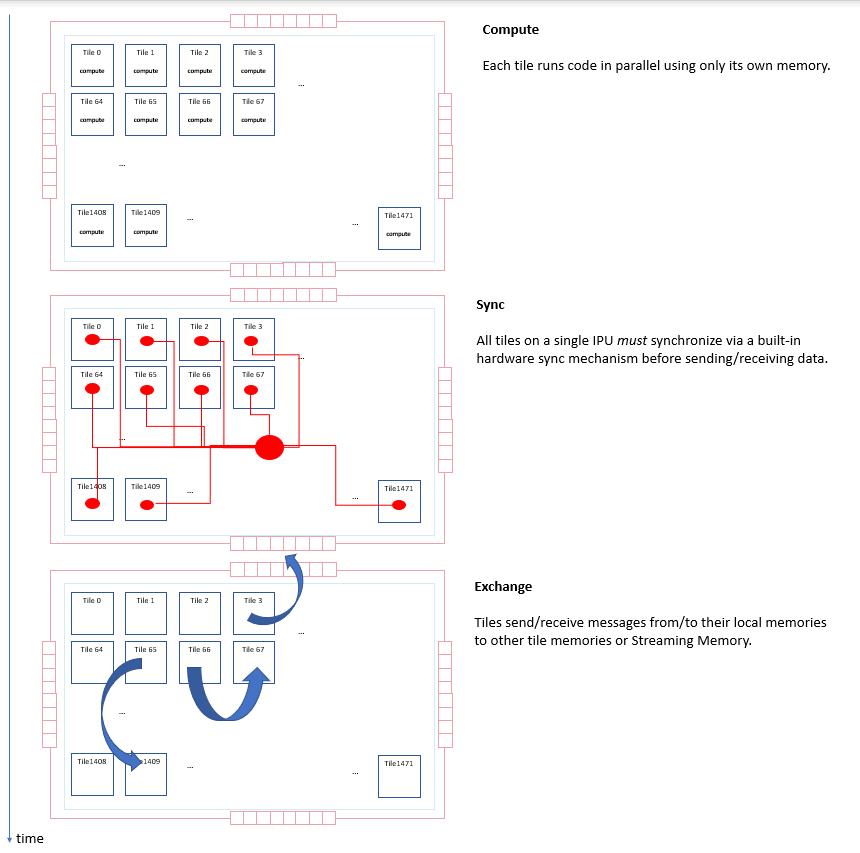 Compute
Each tile runs code in parallel using only its own memory.
Tile 0 Tile 1 Tile 2 Tile 3
compute compute compute compute
...
Tile 64 Tile 65 Tile 66 Tile 67
compute compute compute compute
...
Tile1408 Tile1409 ... ... Tile1471
compute compute compute
Sync
All tiles on a single IPU must synchronize via a built-in
hardware sync mechanism before sending/receiving data.
Tile 0 Tile 1 Tile 2 Tile 3
...
Tile 64 Tile 65 Tile 66 Tile 67
...
Tile1408 Tile1409 ... ... Tile1471
Exchange
Tiles send/receive messages from/to their local memories
to other tile memories or Streaming Memory.
Tile 0 Tile 1 Tile 2 Tile 3
...
Tile 64 Tile 65 Tile 66 Tile 67
...
Tile1408 1409 ... ... Tile1471
time